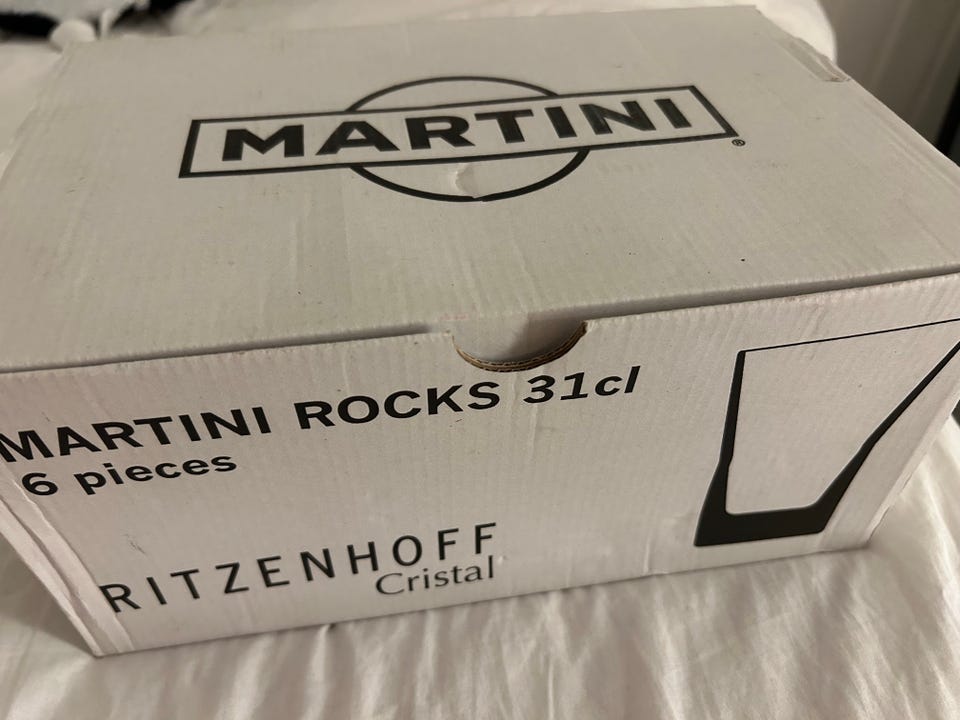 MARTINI®
MARTINI ROCKS 31cl
6 pieces
RITZENHOFF
Cristal